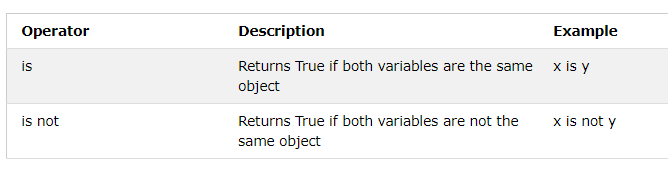 Operator Description Example
is Returns True if both variables are the same x is y
object
is not Returns True if both variables are not the x is not y
same object